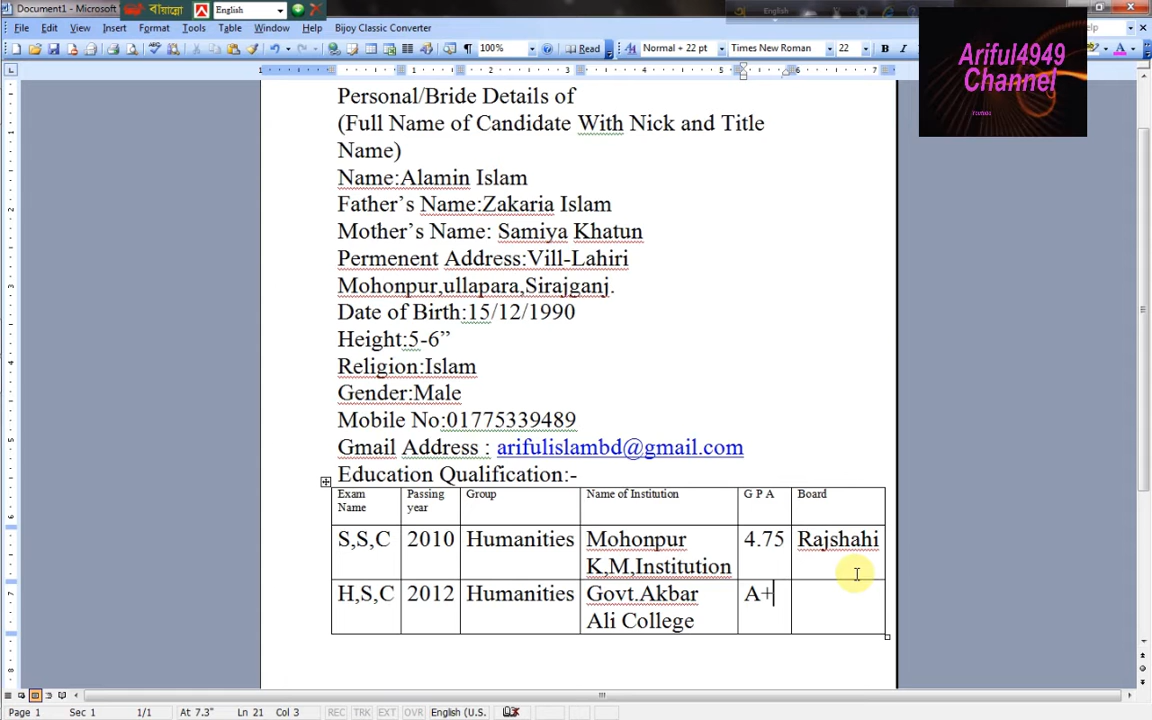 Document1 - Microsoft
বাংলা
English
English
File Edit View Insert Format Tools Table Window Help Bijoy Classic Converter
100% Read Normal + 22 pt Times New Roman 22 B I A
Ariful4949
Channel
Personal/Bride Details of
(Full Name of Candidate With Nick and Title
Name)
Name:Alamin Islam
Father’s Name:Zakaria Islam
Mother’s Name: Samiya Khatun
Permenent Address:Vill-Lahiri
Mohonpur,ullapara,Sirajganj.
Date of Birth:15/12/1990
Height:5-6”
Religion:Islam
Gender:Male
Mobile No:01775339489
Gmail Address : arifulislambd@gmail.com
Education Qualification:-
Exam Name Passing year Group Name of Institution G P A Board
S,S,C 2010 Humanities Mohonpur K,M,Institution 4.75 Rajshahi
H,S,C 2012 Humanities Govt.Akbar Ali College A+
Page 1 Sec 1 1/1 At 7.3" Ln 21 Col 3 REC TRK EXT OVR English (U.S.